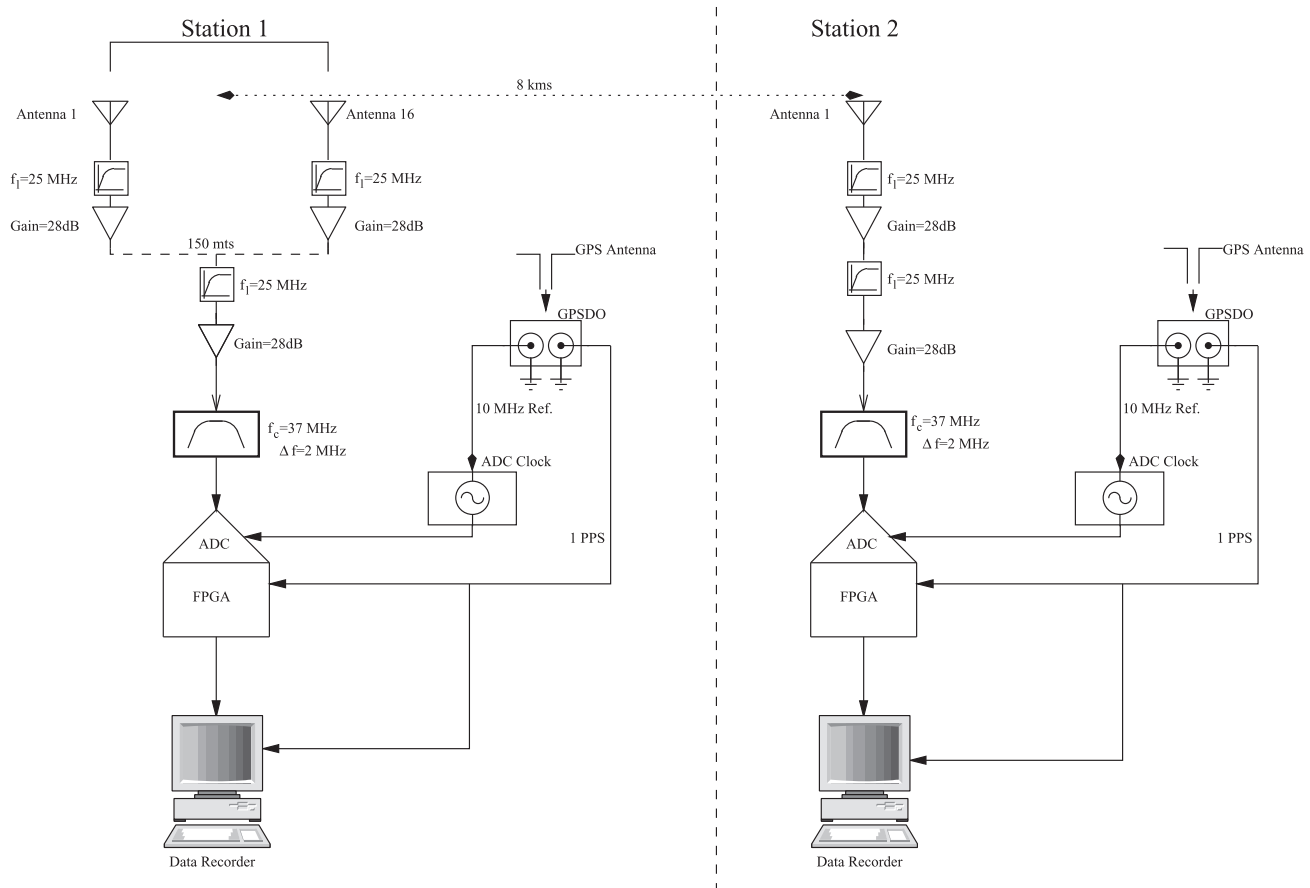 Station 1
Station 2
8 kms
Antenna 1
Antenna 16
Antenna 1
f1=25 MHz
f1=25 MHz
f1=25 MHz
Gain=28dB
Gain=28dB
Gain=28dB
150 mts
GPS Antenna
GPS Antenna
f1=25 MHz
f1=25 MHz
GPSDO
GPSDO
Gain=28dB
Gain=28dB
10 MHz Ref.
10 MHz Ref.
fc=37 MHz
Δ f=2 MHz
fc=37 MHz
Δ f=2 MHz
ADC Clock
ADC Clock
ADC
1 PPS
ADC
1 PPS
FPGA
FPGA
Data Recorder
Data Recorder